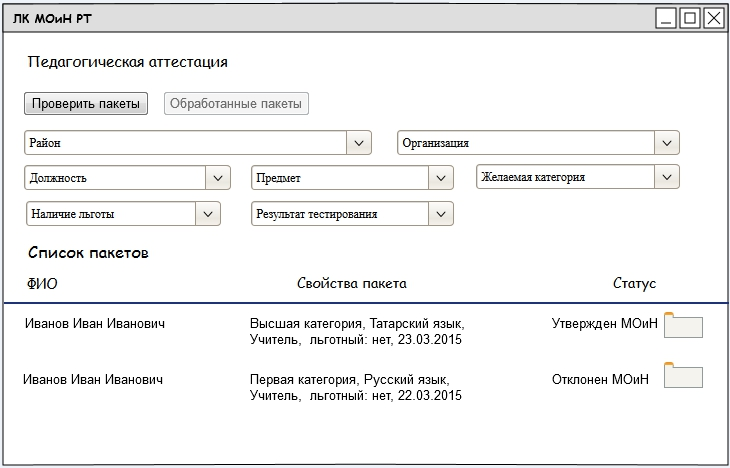 ЛК МОиН РТ
Педагогическая аттестация
Проверить пакеты Обработанные пакеты
Район Организация
Должность Предмет Желаемая категория
Наличие льготы Результат тестирования
Список пакетов
ФИО Свойства пакета Статус
Иванов Иван Иванович Высшая категория, Татарский язык, Утвержден МОиН
Учитель, льготный: нет, 23.03.2015
Иванов Иван Иванович Первая категория, Русский язык, Отклонен МОиН
Учитель, льготный: нет, 22.03.2015